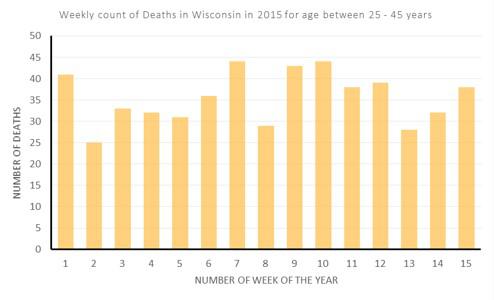 Weekly count of Deaths in Wisconsin in 2015 for age between 25 - 45 years
50
45
40
35
30
25
20
15
10
5
0
NUMBER OF DEATHS
1 2 3 4 5 6 7 8 9 10 11 12 13 14 15
NUMBER OF WEEK OF THE YEAR